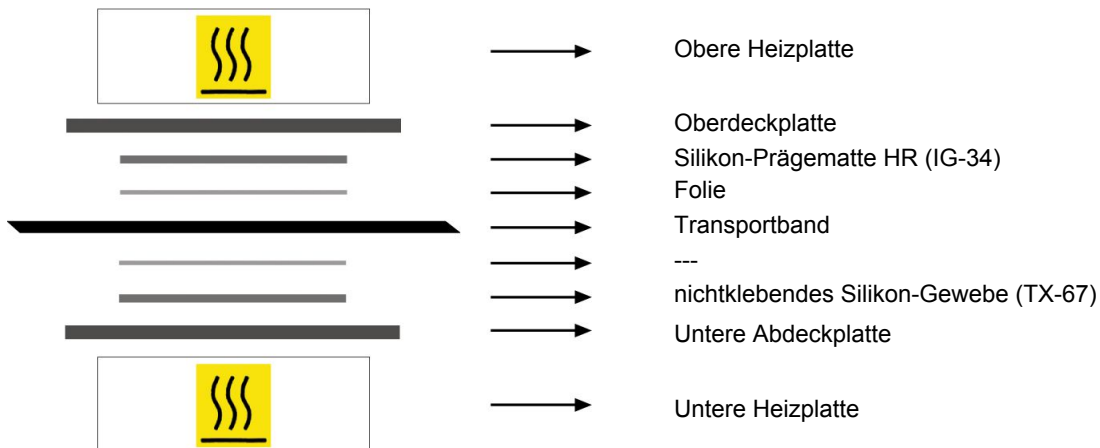 Obere Heizplatte
Oberdeckplatte
Silikon-Prägematte HR (IG-34)
Folie
Transportband
---
nichtklebendes Silikon-Gewebe (TX-67)
Untere Abdeckplatte
Untere Heizplatte